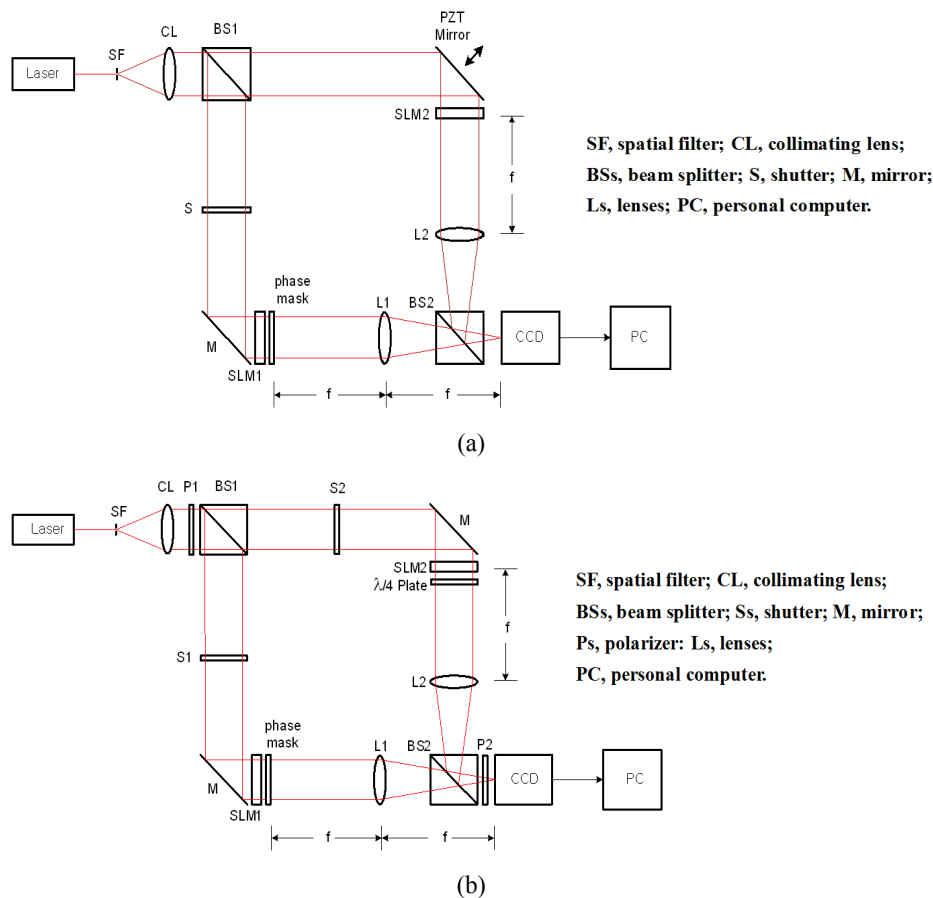 PZT
Mirror
BS1
CL
SF
Laser
SLM2
f
SF, spatial filter; CL, collimating lens;
BSs, beam splitter; S, shutter; M, mirror;
Ls, lenses; PC, personal computer.
S
L2
phase
mask
L1
BS2
M
CCD
PC
SLM1
f
f
(a)
CL
P1
BS1
S2
SF
Laser
M
SLM2
λ/4 Plate
f
SF, spatial filter; CL, collimating lens;
BSs, beam splitter; Ss, shutter; M, mirror;
Ps, polarizer: Ls, lenses;
PC, personal computer.
S1
L2
phase
mask
L1
BS2
P2
M
CCD
PC
SLM1
f
f
(b)